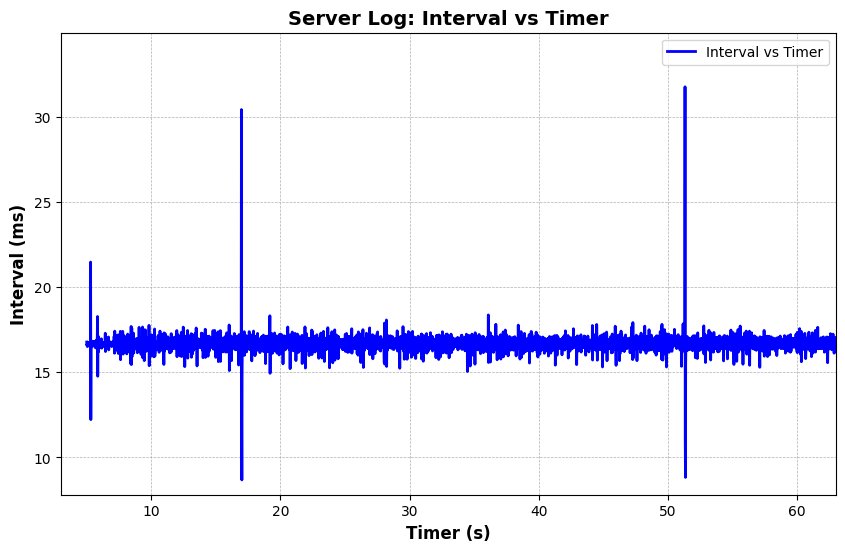 Server Log: Interval vs Timer
Interval vs Timer
30
25
20
15
10
Interval (ms)
10 20 30 40 50 60
Timer (s)